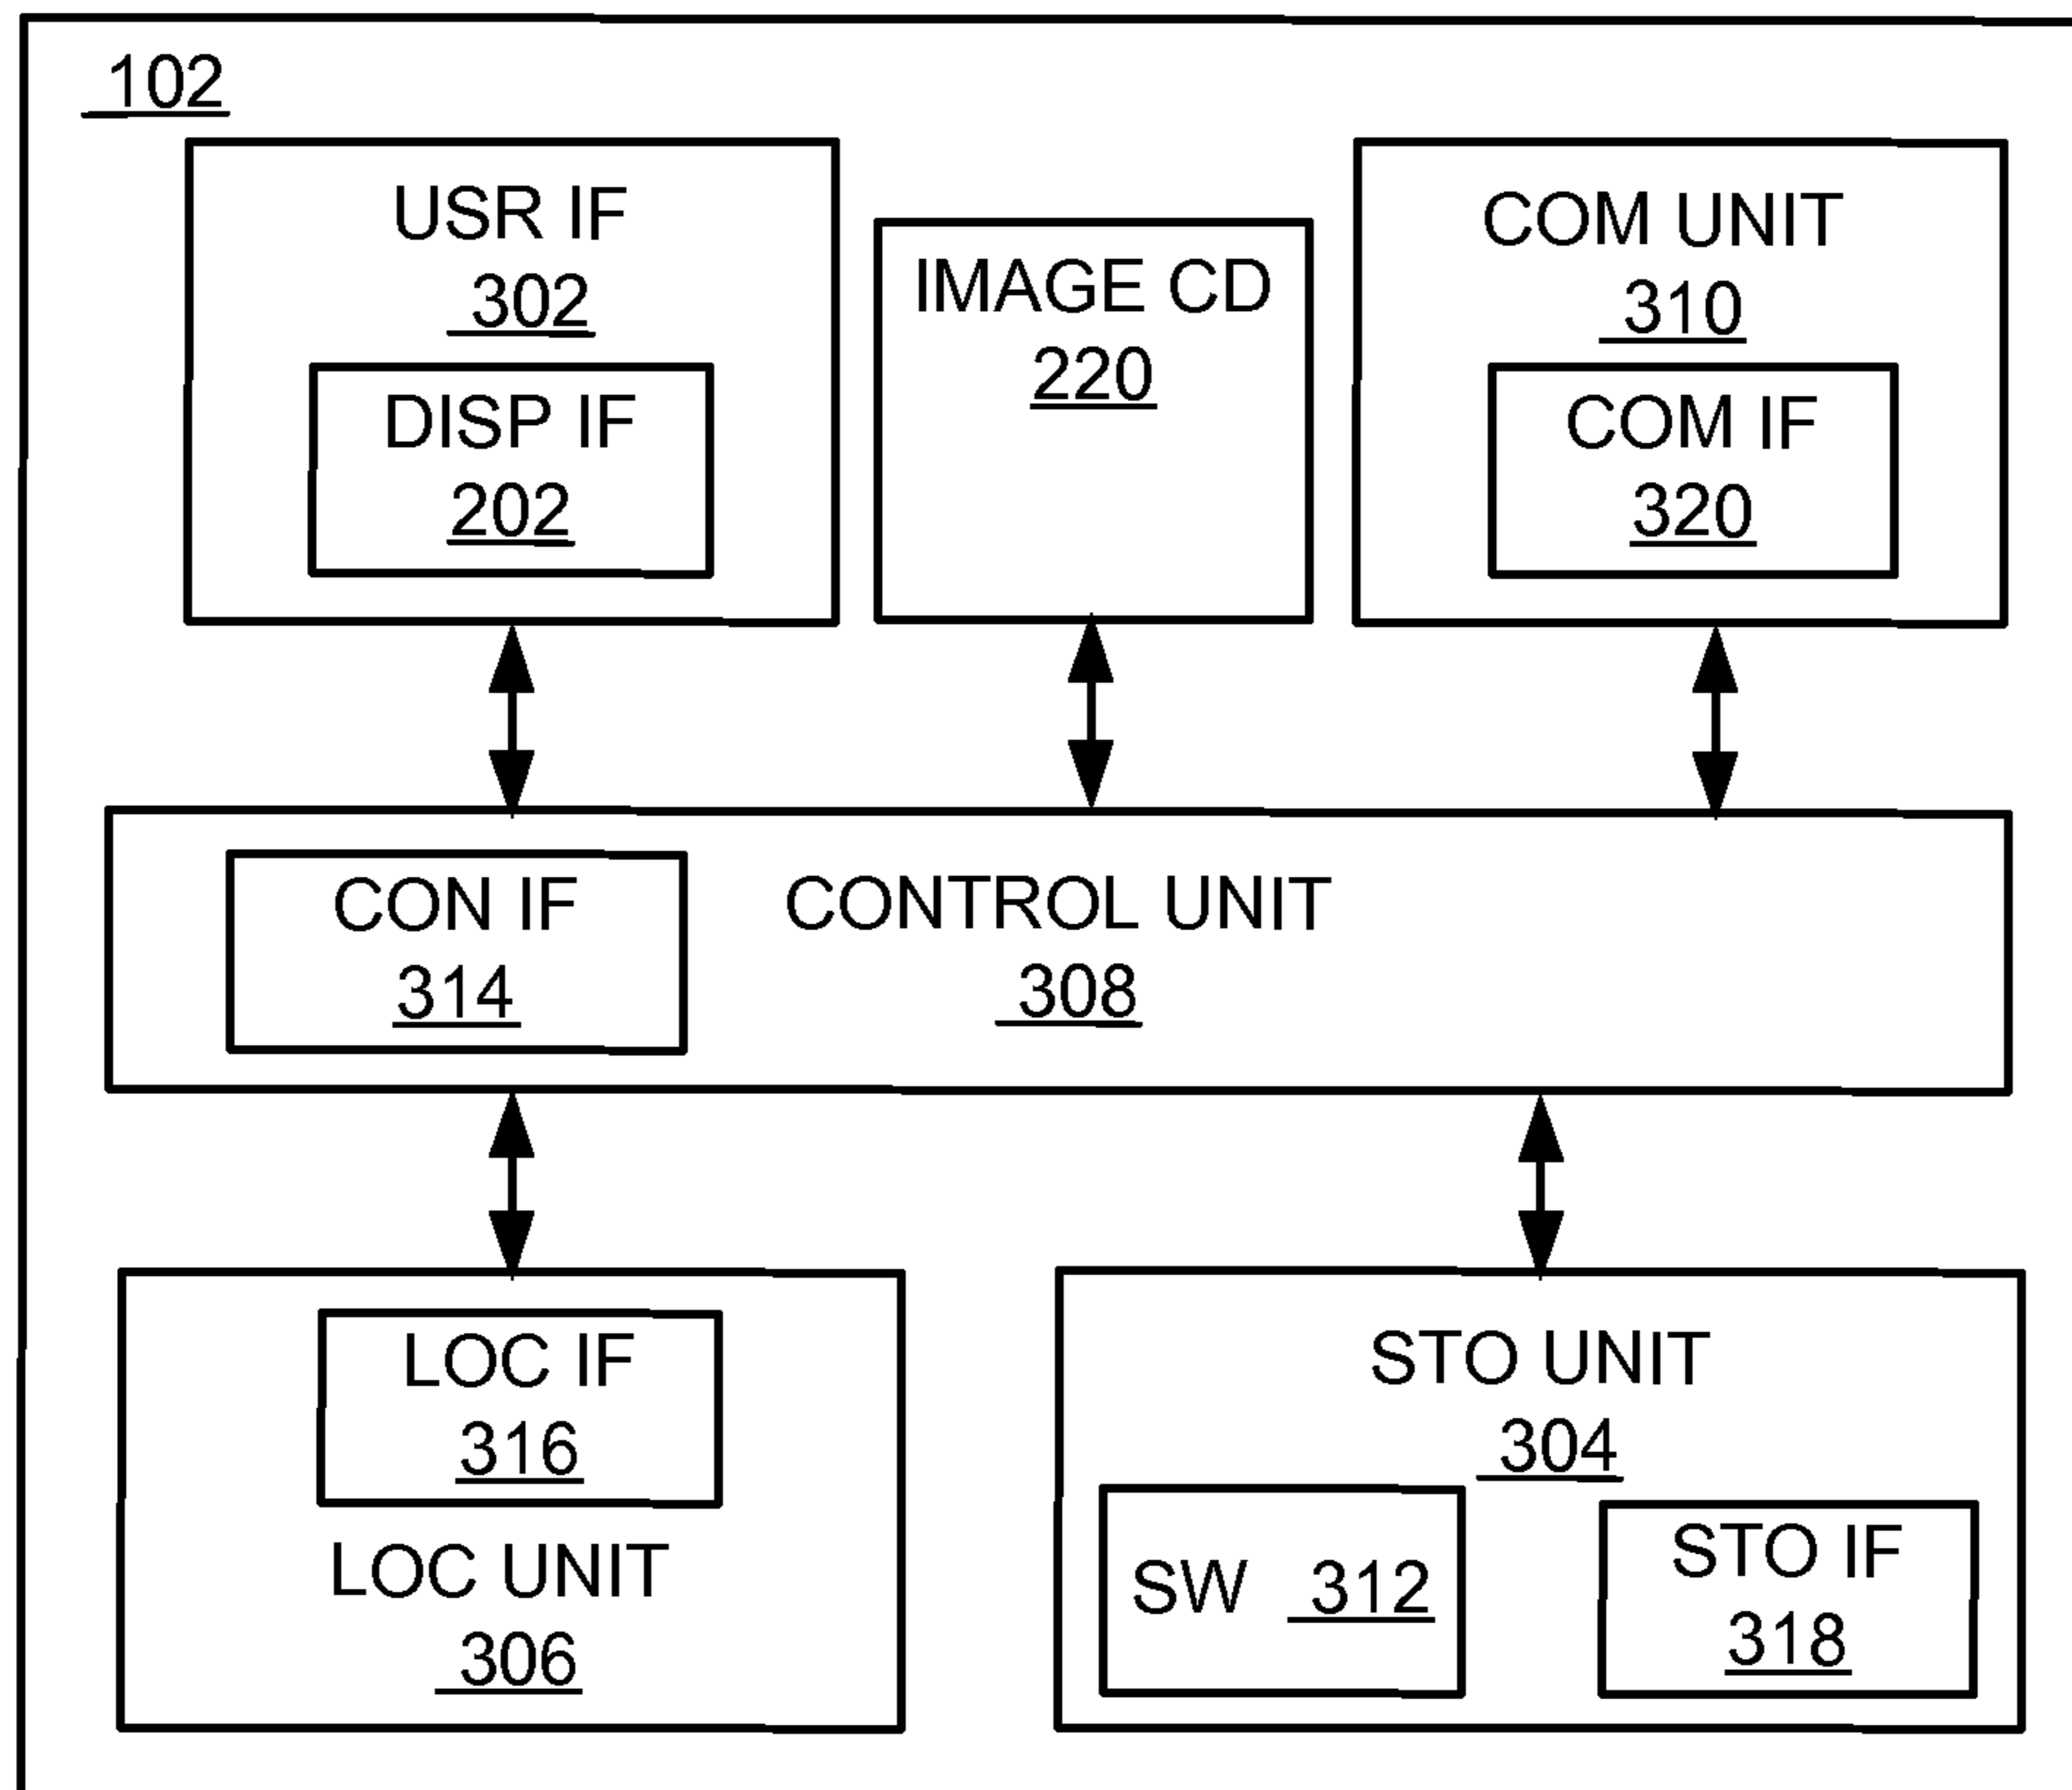 102
USR IF
302
DISP IF
202
IMAGE CD
220
COM UNIT
310
COM IF
320
CON IF
314
CONTROL UNIT
308
LOC IF
316
LOC UNIT
306
STO UNIT
304
SW 312
STO IF
318